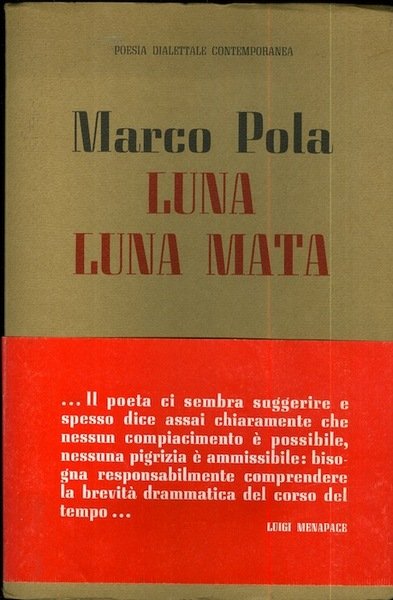 POESIA DIALETTALE CONTEMPORANEA
Marco Pola
LUNA
LUNA MATA
... Il poeta ci sembra suggerire e
spesso dice assai chiaramente che
nessun compiacimento è possibile,
nessuna pigrizia è ammissibile: biso-
gna responsabilmente comprendere
la brevità drammatica del corso del
tempo ...
LUIGI MENAPACE